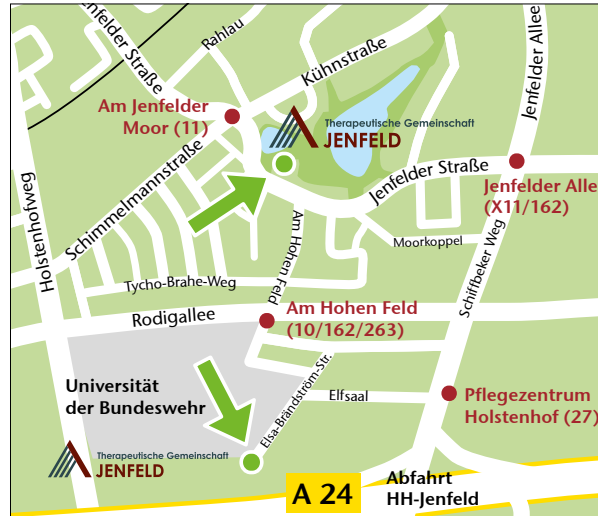 Jenfelder Straße
Rahlau
Kühnstraße
Jenfelder Allee
Am Jenfelder
Moor (11)
Therapeutische Gemeinschaft
JENFELD
Schimmelmannstraße
Holstenhofweg
Jenfelder Straße
Jenfelder Alle
(X11/162)
Am Hohen Feld
Moorkoppel
Schiffbeker Weg
Tycho-Brahe-Weg
Rodigallee
Am Hohen Feld
(10/162/263)
Universität
der Bundeswehr
Elsa-Brändström-Str.
Elfsaal
Pflegezentrum
Holstenhof (27)
Therapeutische Gemeinschaft
JENFELD
A 24
Abfahrt
HH-Jenfeld